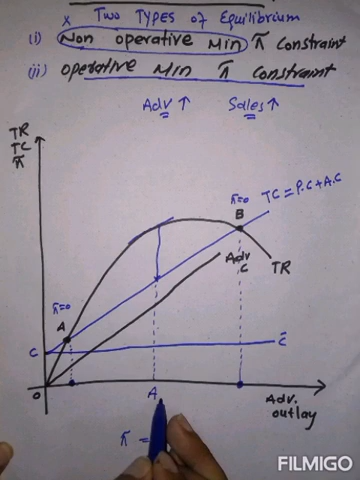 x Two Types of Equilibrium
(i) Non operative Min π Constraint
(ii) operative Min π constraint
Adv ↑ Sales ↑
TR
TC
π
TC = P.C + A.C
π=0
B
Adv
C
TR
π=0
A
C
C̄
O
A
Adv.
outlay
π =
FILMIGO